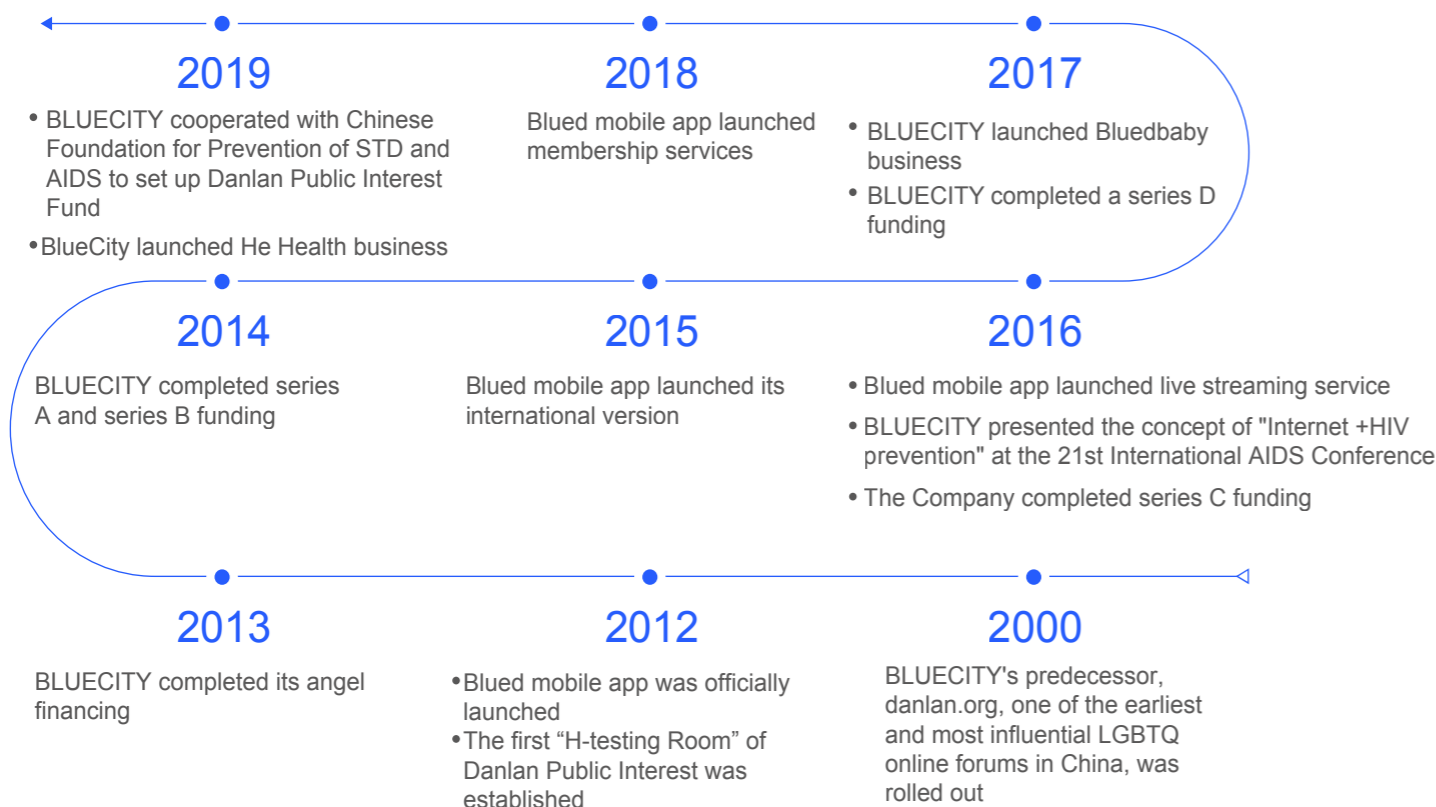 2019
• BLUECITY cooperated with Chinese
Foundation for Prevention of STD and
AIDS to set up Danlan Public Interest
Fund
•BlueCity launched He Health business
2018
Blued mobile app launched
membership services
2017
• BLUECITY launched Bluedbaby
business
• BLUECITY completed a series D
funding
2014
BLUECITY completed series
A and series B funding
2015
Blued mobile app launched its
international version
2016
• Blued mobile app launched live streaming service
• BLUECITY presented the concept of "Internet +HIV
prevention" at the 21st International AIDS Conference
• The Company completed series C funding
2013
BLUECITY completed its angel
financing
2012
•Blued mobile app was officially
launched
•The first “H-testing Room” of
Danlan Public Interest was
established
2000
BLUECITY's predecessor,
danlan.org, one of the earliest
and most influential LGBTQ
online forums in China, was
rolled out